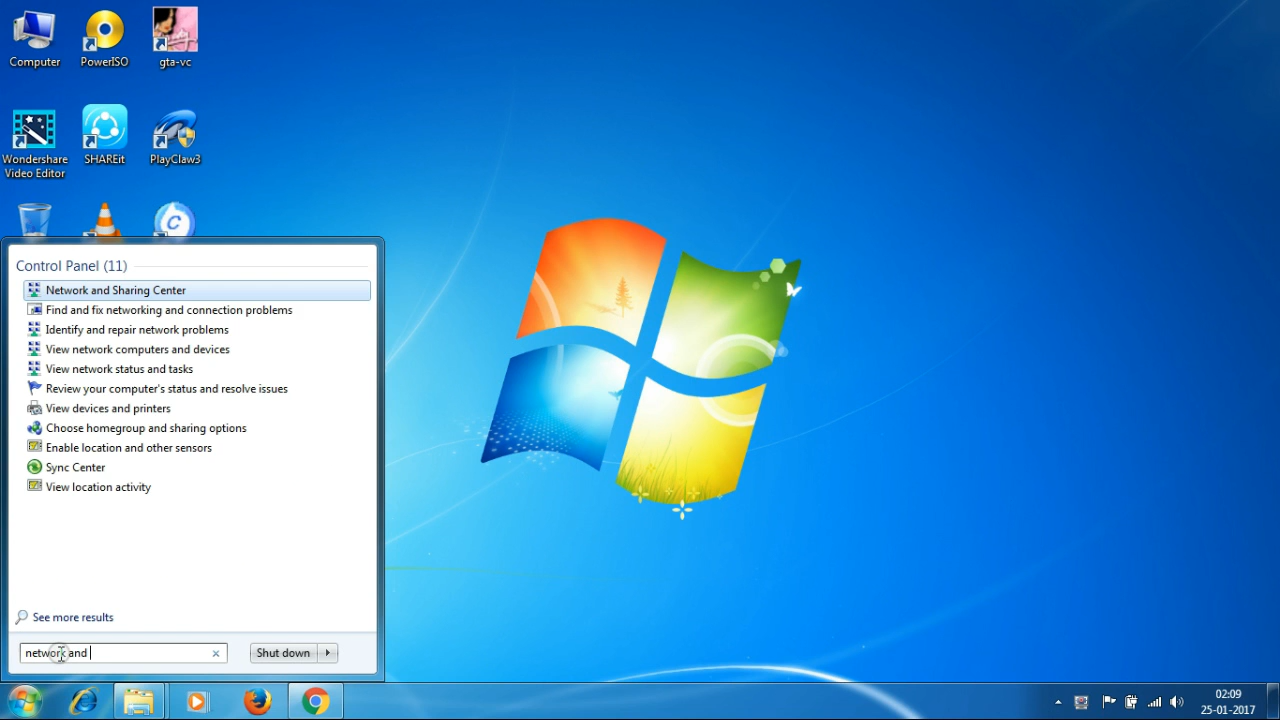 Computer
PowerISO
gta-vc
Wondershare
Video Editor
SHAREit
PlayClaw3
Control Panel (11)
Network and Sharing Center
Find and fix networking and connection problems
Identify and repair network problems
View network computers and devices
View network status and tasks
Review your computer's status and resolve issues
View devices and printers
Choose homegroup and sharing options
Enable location and other sensors
Sync Center
View location activity
See more results
network and
Shut down
02:09
25-01-2017